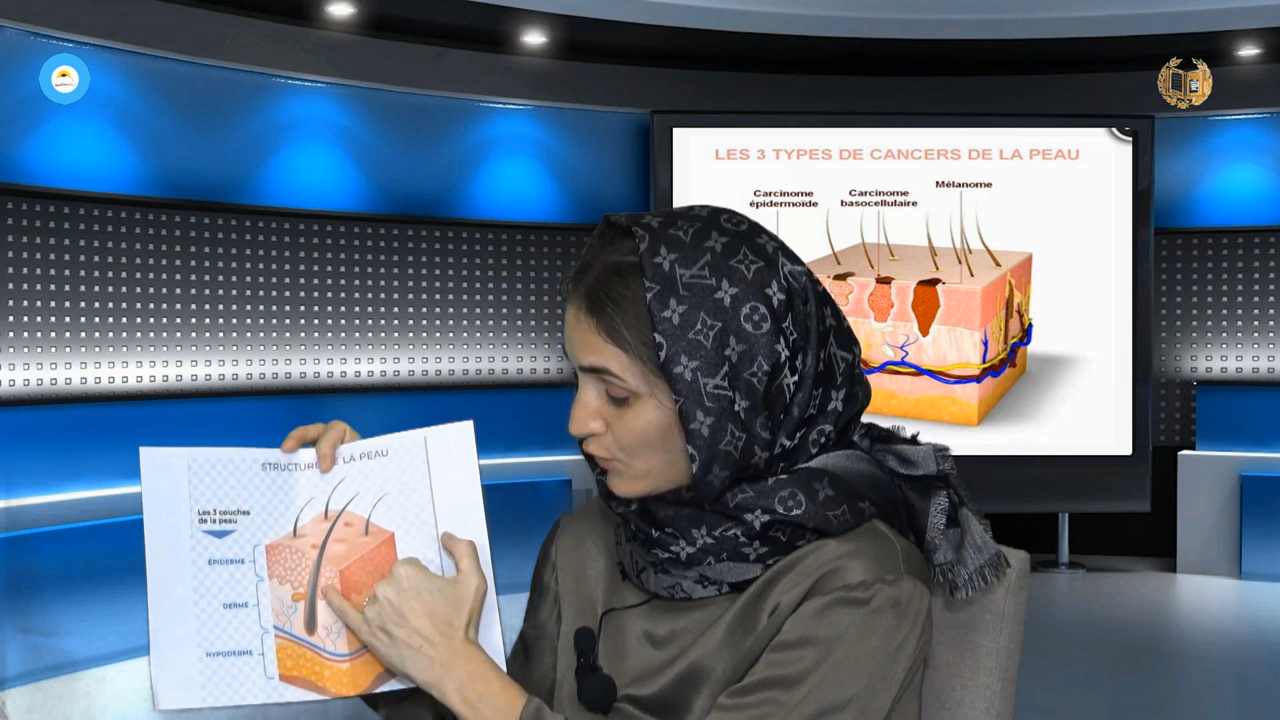 LES 3 TYPES DE CANCERS DE LA PEAU
Mélanome
Carcinome
épidermoïde
Carcinome
basocellulaire
STRUCTURE DE LA PEAU
Les 3 couches
de la peau
ÉPIDERME
DERME
HYPODERME